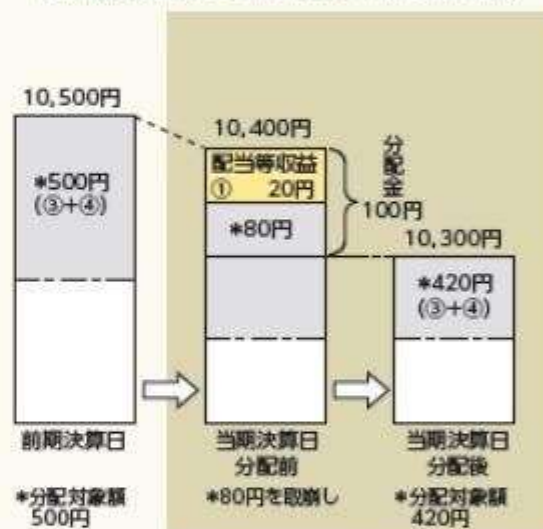 10,500円
*500円
(③+④)
前期決算日
*分配対象額
500円
10,400円
配当等収益
① 20円
*80円
分配金
100円
当期決算日
分配前
*80円を取崩し
10,300円
*420円
(③+④)
当期決算日
分配後
*分配対象額
420円